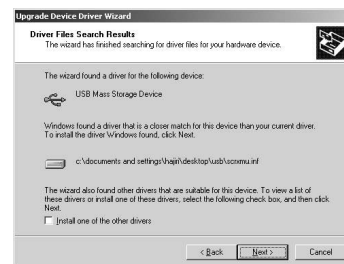 Upgrade Device Driver Wizard
Driver Files Search Results
The wizard has finished searching for driver files for your hardware device.
The wizard found a driver for the following device:
USB Mass Storage Device
Windows found a driver that is a closer match for this device than your current driver.
To install the driver Windows found, click Next.
c:\documents and settings\hajiri\desktop\usb\scrxmu.inf
The wizard also found other drivers that are suitable for this device. To view a list of
these drivers or install one of these drivers, select the following check box, and then click
Next.
Install one of the other drivers
< Back
Next >
Cancel